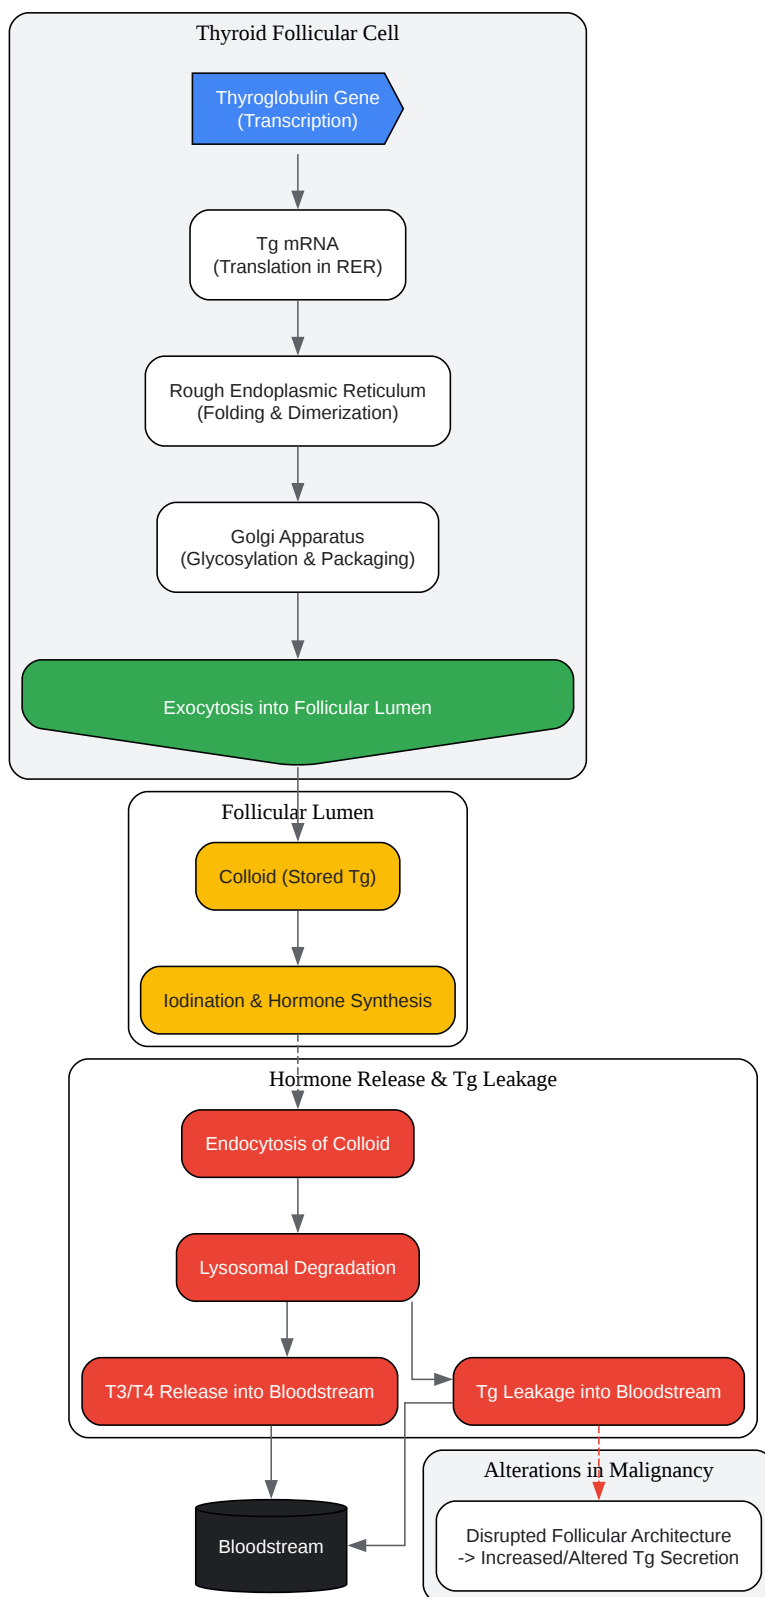 Thyroid Follicular Cell
Thyroglobulin Gene
(Transcription)
Tg mRNA
(Translation in RER)
Rough Endoplasmic Reticulum
(Folding & Dimerization)
Golgi Apparatus
(Glycosylation & Packaging)
Exocytosis into Follicular Lumen
Follicular Lumen
Colloid (Stored Tg)
Iodination & Hormone Synthesis
Hormone Release & Tg Leakage
Endocytosis of Colloid
Lysosomal Degradation
T3/T4 Release into Bloodstream
Tg Leakage into Bloodstream
Alterations in Malignancy
Disrupted Follicular Architecture
-> Increased/Altered Tg Secretion
Bloodstream